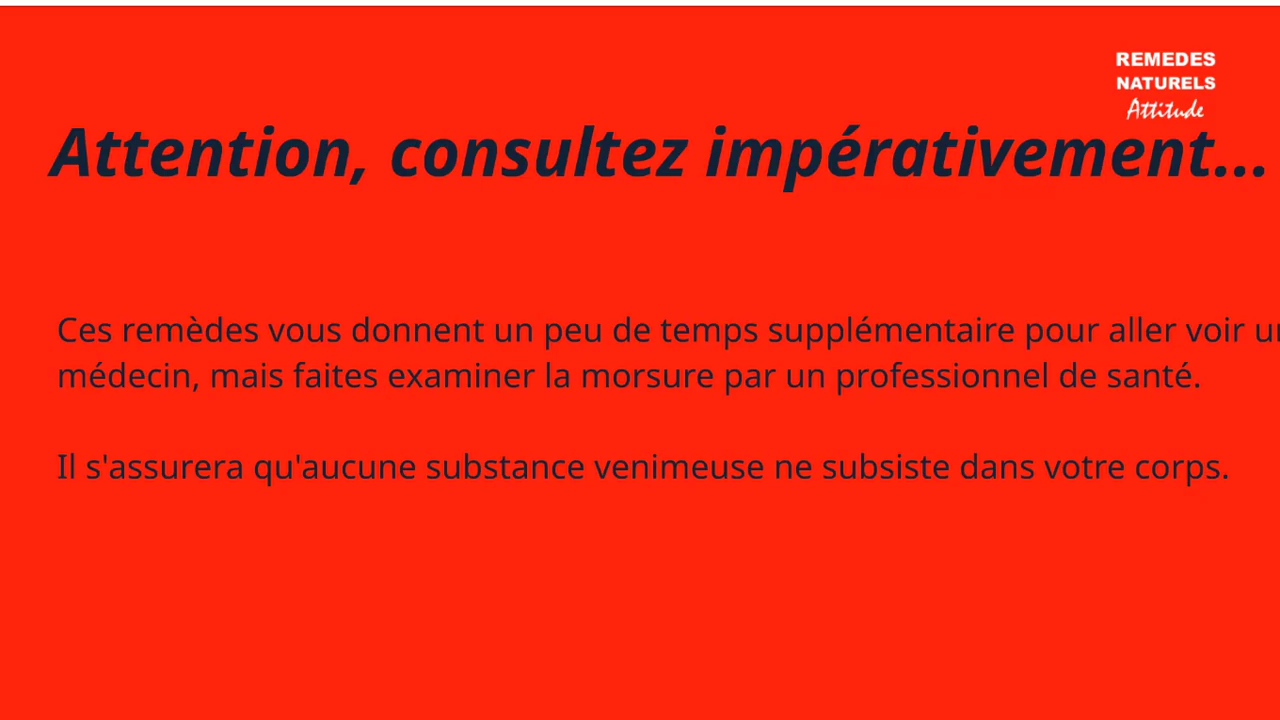 REMEDES
NATURELS
Attitude
Attention, consultez impérativement...
Ces remèdes vous donnent un peu de temps supplémentaire pour aller voir
médecin, mais faites examiner la morsure par un professionnel de santé.
Il s'assurera qu'aucune substance venimeuse ne subsiste dans votre corps.